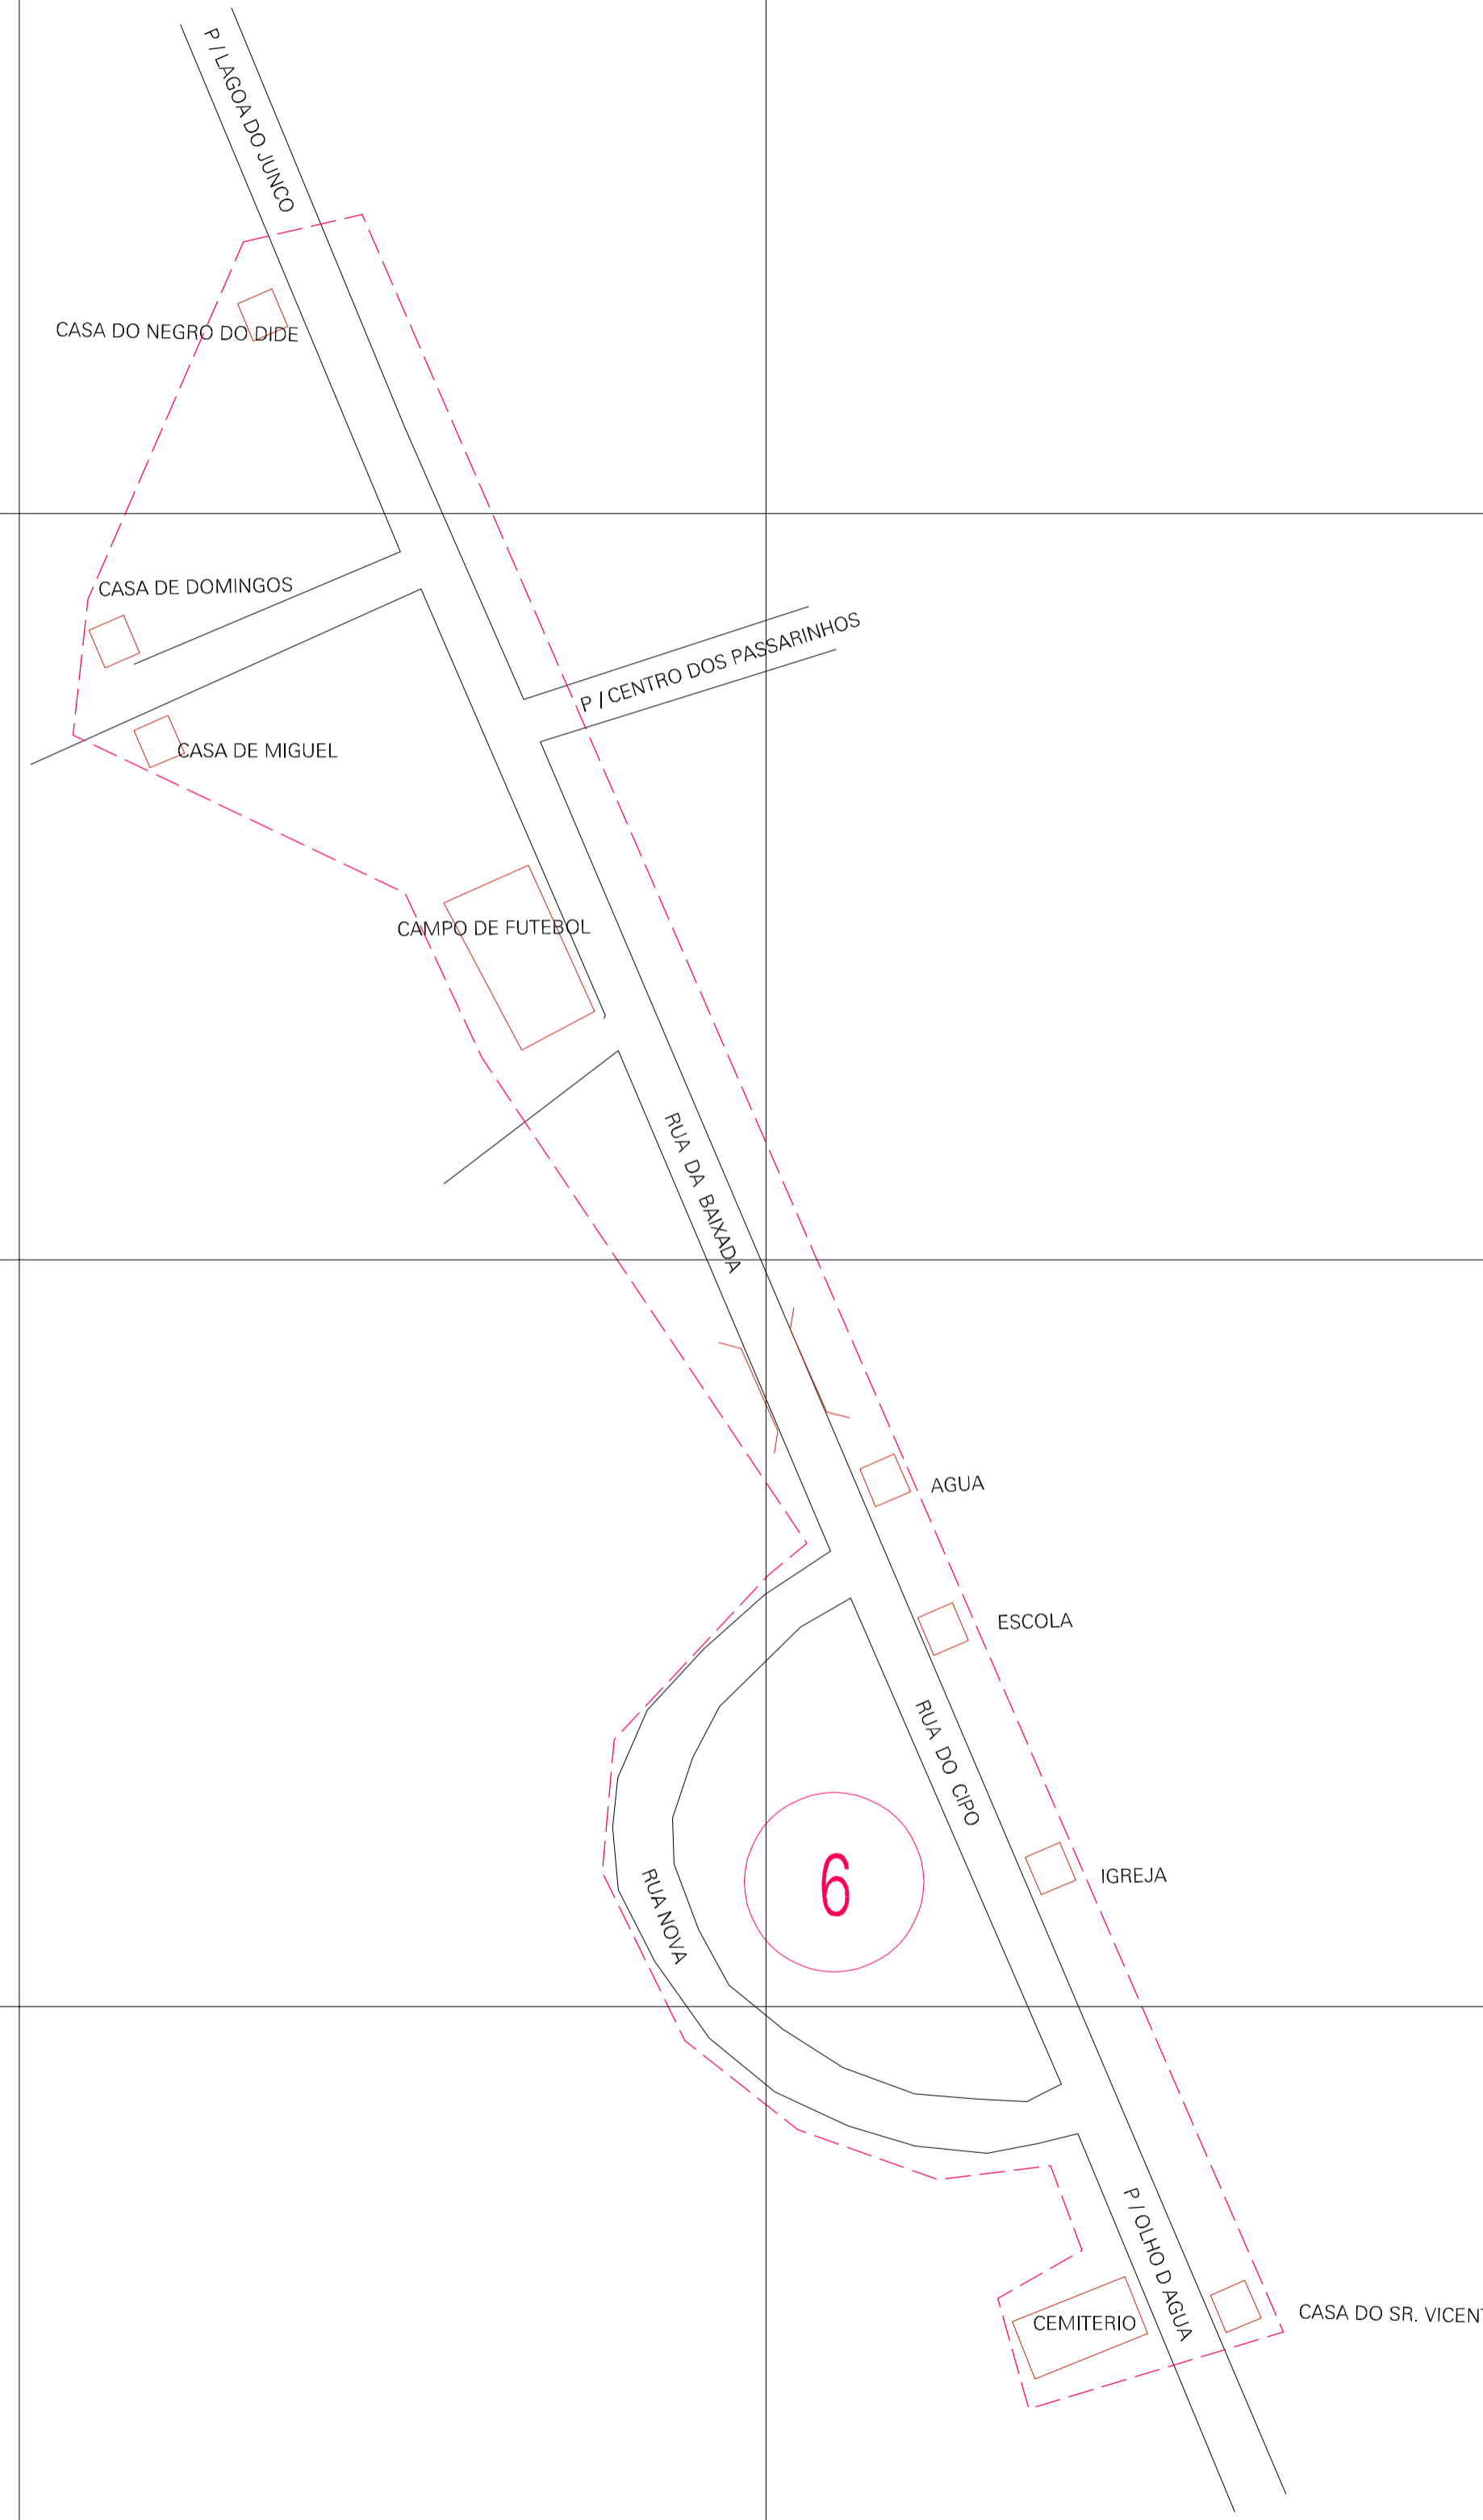 P / LAGOA DO JUNCO
CASA DO NEGRO DO DIDE
CASA DE DOMINGOS
P / CENTRO DOS PASSARINHOS
CASA DE MIGUEL
CAMPO DE FUTEBOL
RUA DA BAIXADA
AGUA
ESCOLA
RUA DO CIPO
6
IGREJA
RUA NOVA
P / OLHO D AGUA
CEMITERIO
CASA DO SR.